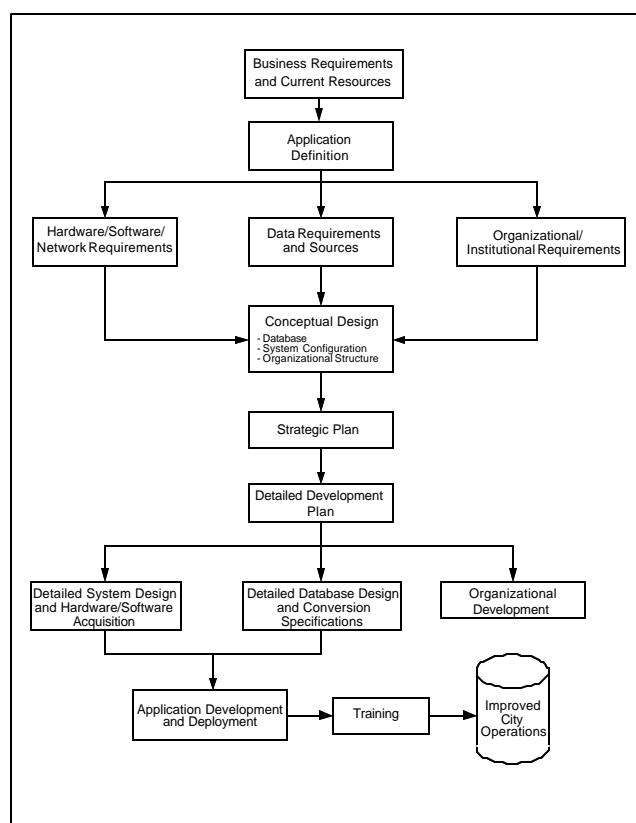 Business Requirements
and Current Resources
Application
Definition
Hardware/Software/
Network Requirements
Data Requirements
and Sources
Organizational/
Institutional Requirements
Conceptual Design
- Database
- System Configuration
- Organizational Structure
Strategic Plan
Detailed Development
Plan
Detailed System Design
and Hardware/Software
Acquisition
Detailed Database Design
and Conversion
Specifications
Organizational
Development
Application Development
and Deployment
Training
Improved
City
Operations